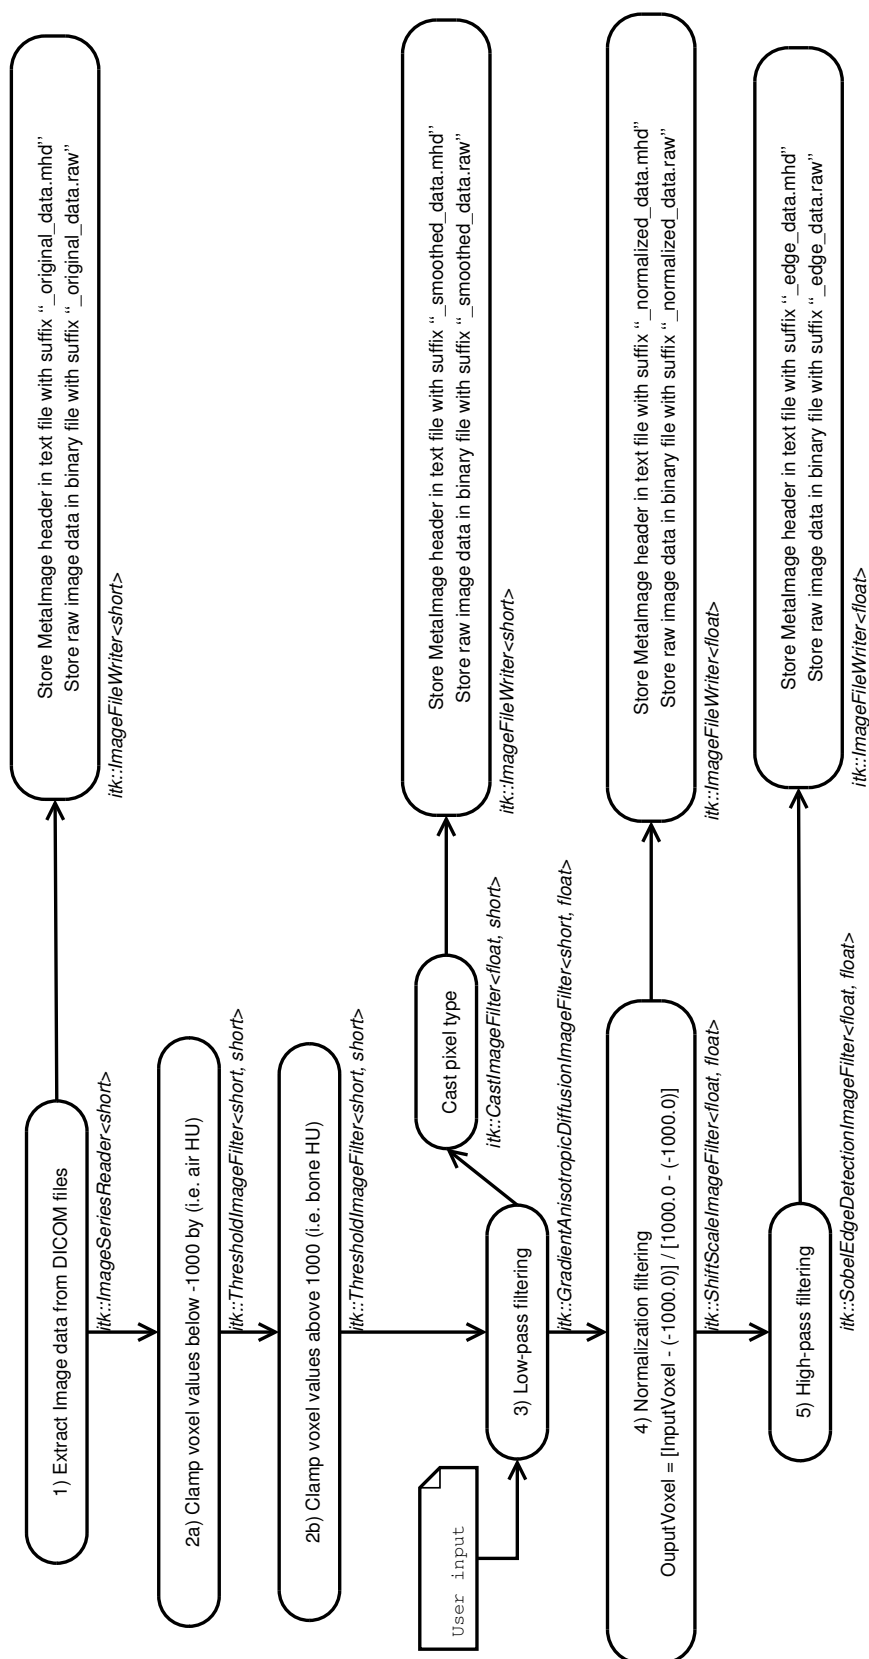 1) Extract Image data from DICOM files
itk::ImageSeriesReader<short>
Store MetaImage header in text file with suffix “_original_data.mhd”
Store raw image data in binary file with suffix “_original_data.raw”
itk::ImageFileWriter<short>
2a) Clamp voxel values below -1000 by (i.e. air HU)
itk::ThresholdImageFilter<short, short>
2b) Clamp voxel values above 1000 (i.e. bone HU)
itk::ThresholdImageFilter<short, short>
User input
3) Low-pass filtering
itk::GradientAnisotropicDiffusionImageFilter<short, float>
Cast pixel type
itk::CastImageFilter<float, short>
Store MetaImage header in text file with suffix “_smoothed_data.mhd”
Store raw image data in binary file with suffix “_smoothed_data.raw”
itk::ImageFileWriter<short>
4) Normalization filtering
OuputVoxel = [InputVoxel - (-1000.0)] / [1000.0 - (-1000.0)]
itk::ShiftScaleImageFilter<float, float>
Store MetaImage header in text file with suffix “_normalized_data.mhd”
Store raw image data in binary file with suffix “_normalized_data.raw”
itk::ImageFileWriter<float>
5) High-pass filtering
itk::SobelEdgeDetectionImageFilter<float, float>
Store MetaImage header in text file with suffix “_edge_data.mhd”
Store raw image data in binary file with suffix “_edge_data.raw”
itk::ImageFileWriter<float>